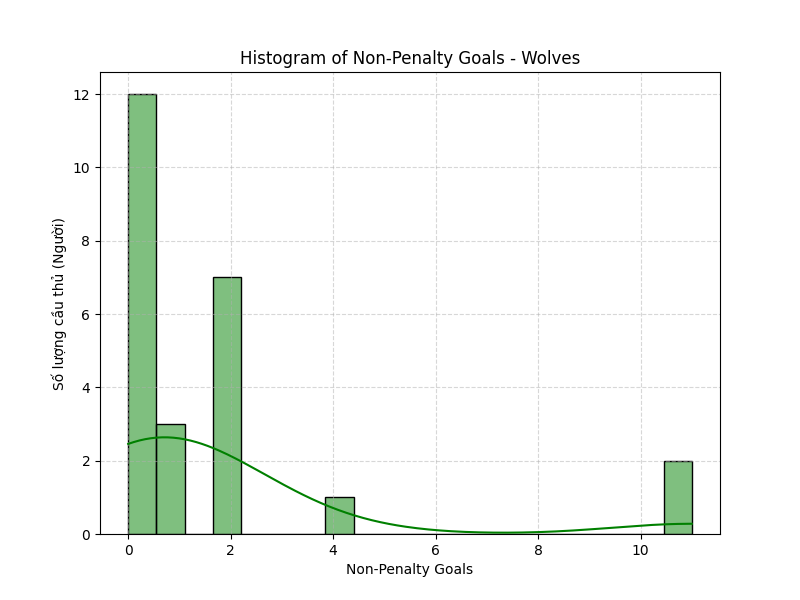 Histogram of Non-Penalty Goals - Wolves
12
10
8
6
4
2
0
Số lượng cầu thủ (Người)
0 2 4 6 8 10
Non-Penalty Goals